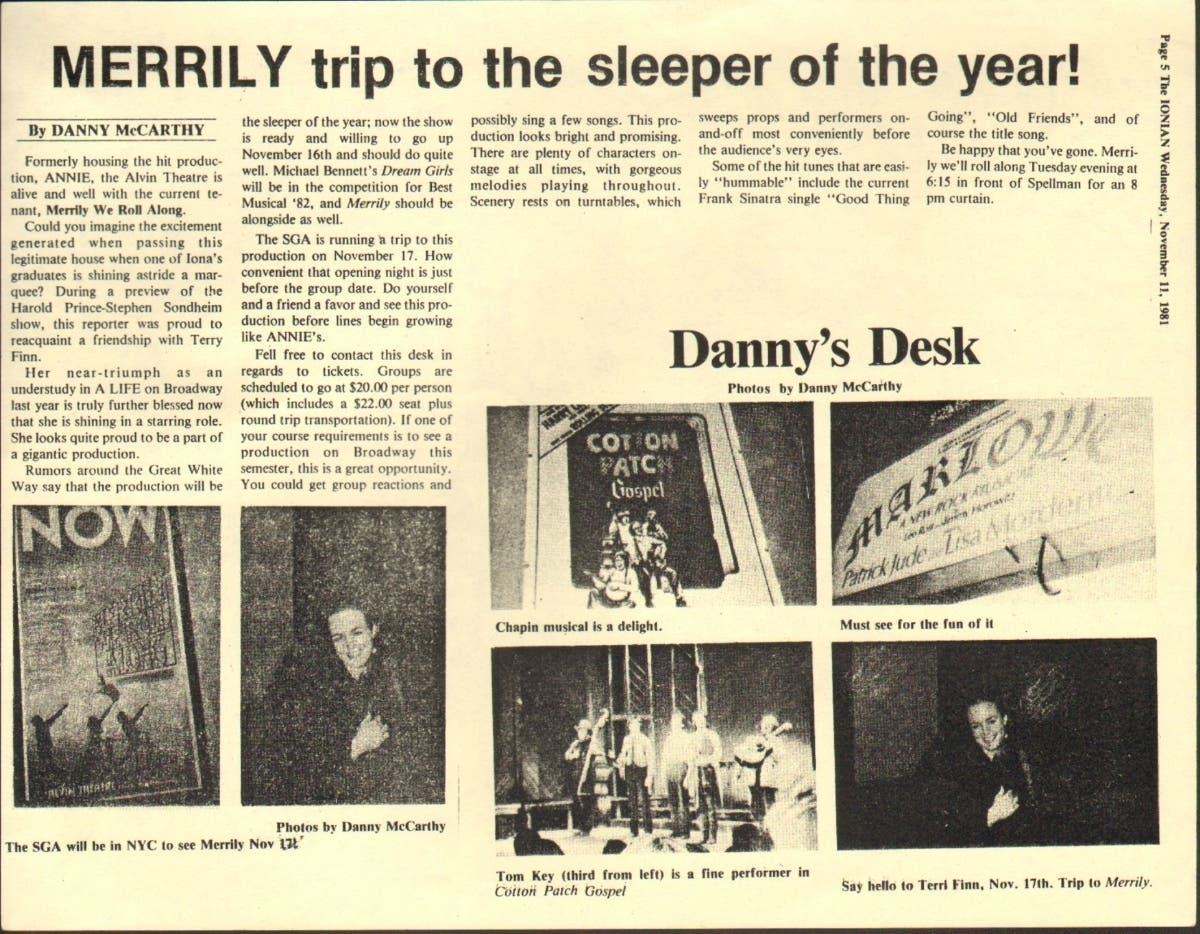 MERRILY trip to the sleeper of the year!
By DANNY McCARTHY
Formerly housing the hit produc-
tion, ANNIE, the Alvin Theatre is
alive and well with the current te-
nant, Merrily We Roll Along.
Could you imagine the excitement
generated when passing this
legitimate house when one of Iona's
graduates is shining astride a mar-
quee? During a preview of the
Harold Prince-Stephen Sondheim
show, this reporter was proud to
reacquaint a friendship with Terry
Finn.
Her near-triumph as an
understudy in A LIFE on Broadway
last year is truly further blessed now
that she is shining in a starring role.
She looks quite proud to be a part of
a gigantic production.
Rumors around the Great White
Way say that the production will be
the sleeper of the year; now the show
is ready and willing to go up
November 16th and should do quite
well. Michael Bennett's Dream Girls
will be in the competition for Best
Musical '82, and Merrily should be
alongside as well.
The SGA is running a trip to this
production on November 17. How
convenient that opening night is just
before the group date. Do yourself
and a friend a favor and see this pro-
duction before lines begin growing
like ANNIE's.
Fell free to contact this desk in
regards to tickets. Groups are
scheduled to go at $20.00 per person
(which includes a $22.00 seat plus
round trip transportation). If one of
your course requirements is to see a
production on Broadway this
semester, this is a great opportunity.
You could get group reactions and
possibly sing a few songs. This pro-
duction looks bright and promising.
There are plenty of characters on-
stage at all times, with gorgeous
melodies playing throughout.
Scenery rests on turntables, which
sweeps props and performers on-
and-off most conveniently before
the audience's very eyes.
Some of the hit tunes that are easi-
ly "hummable" include the current
Frank Sinatra single "Good Thing
Going", "Old Friends", and of
course the title song.
Be happy that you've gone. Merri-
ly we'll roll along Tuesday evening at
6:15 in front of Spellman for an 8
pm curtain.
Page 5 The IONIAN Wednesday, November 11, 1981
Danny's Desk
Photos by Danny McCarthy
NOW
ALVIN THEATRE
COTTON
PATCH
Gospel
MARLOWE
A NEW ROCK MUSICAL
Patrick Jude Lisa Mordente
Chapin musical is a delight.
Must see for the fun of it
Photos by Danny McCarthy
The SGA will be in NYC to see Merrily Nov 17
Tom Key (third from left) is a fine performer in
Cotton Patch Gospel
Say hello to Terri Finn, Nov. 17th. Trip to Merrily.